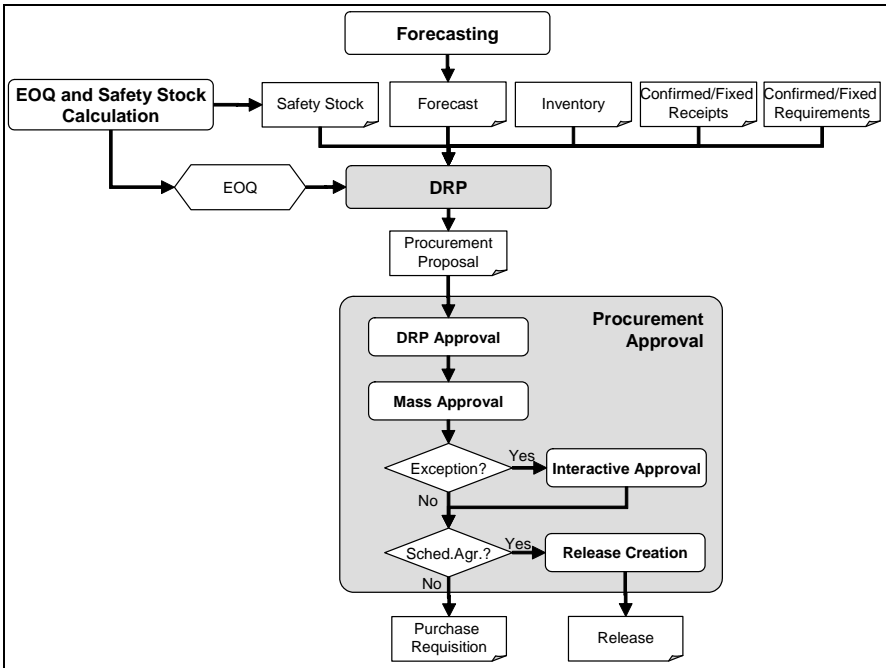 Forecasting
EOQ and Safety Stock
Calculation
Safety Stock
Forecast
Inventory
Confirmed/Fixed
Receipts
Confirmed/Fixed
Requirements
EOQ
DRP
Procurement
Proposal
Procurement
Approval
DRP Approval
Mass Approval
Exception?
Yes
Interactive Approval
No
Sched.Agr.?
Yes
Release Creation
No
Purchase
Requisition
Release